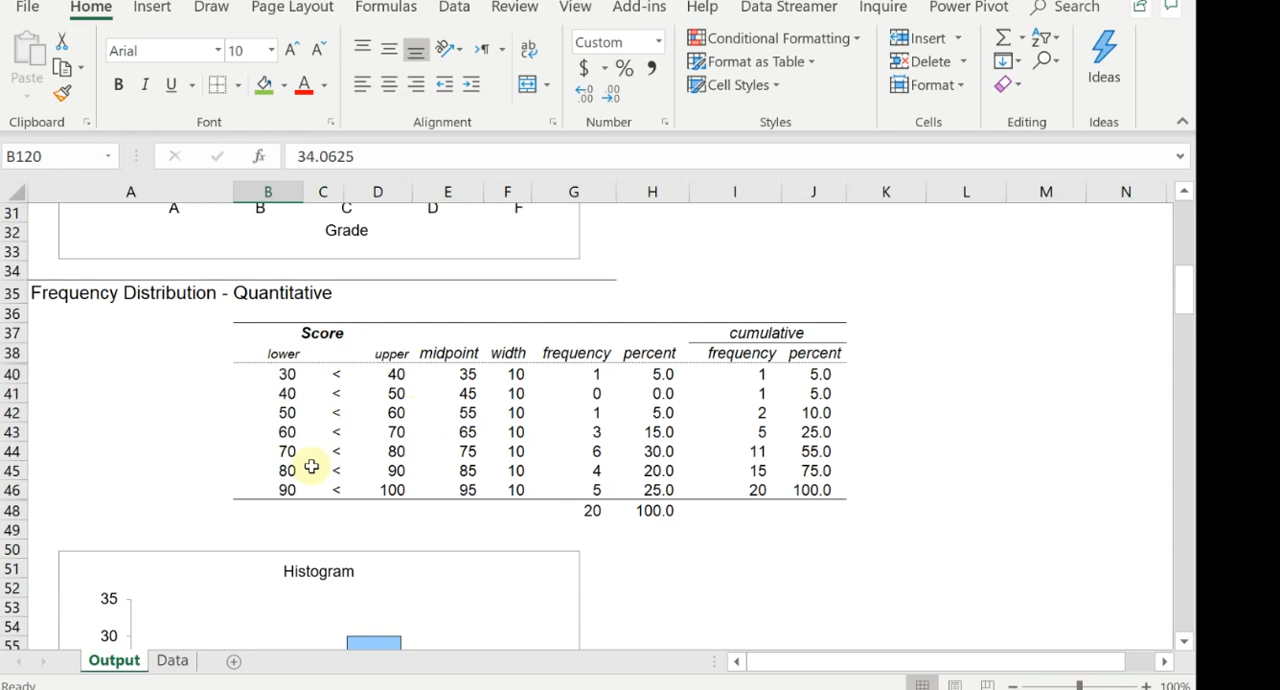 File Home Insert Draw Page Layout Formulas Data Review View Add-ins Help Data Streamer Inquire Power Pivot Search
Paste
Arial 10 A^ Aˇ
B I U A
ab
Custom
$ % 9
.00 .00
Conditional Formatting
Format as Table
Cell Styles
Insert
Delete
Format
Ideas
Clipboard Font Alignment Number Styles Cells Editing Ideas
B120 fx 34.0625
A B C D E F G H I J K L M N
31 A B C D F
32 Grade
33
34
35 Frequency Distribution - Quantitative
36
37 Score cumulative
38 lower upper midpoint width frequency percent frequency percent
40 30 < 40 35 10 1 5.0 1 5.0
41 40 < 50 45 10 0 0.0 1 5.0
42 50 < 60 55 10 1 5.0 2 10.0
43 60 < 70 65 10 3 15.0 5 25.0
44 70 < 80 75 10 6 30.0 11 55.0
45 80 < 90 85 10 4 20.0 15 75.0
46 90 < 100 95 10 5 25.0 20 100.0
48 20 100.0
49
50
51 Histogram
52
53 35
54
55 30
Output Data
Ready 100%